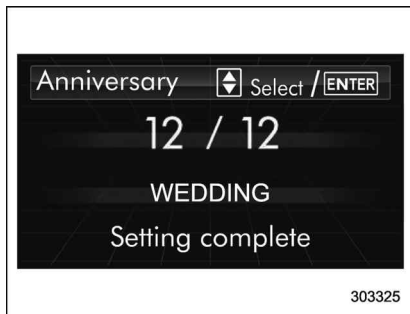 Anniversary Select / ENTER
12 / 12
WEDDING
Setting complete
303325